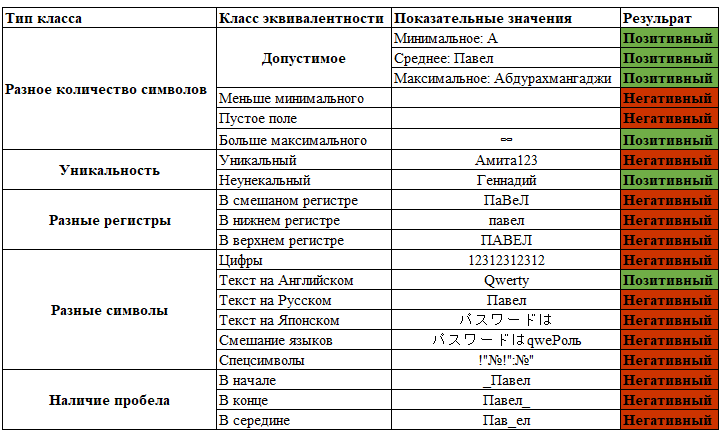 Тип класса Класс эквивалентности Показательные значения Резульрат
Разное количество символов Допустимое Минимальное: А Позитивный
Среднее: Павел Позитивный
Максимальное: Абдурахмангаджи Позитивный
Меньше минимального Негативный
Пустое поле Негативный
Больше максимального ∞ Позитивный
Уникальность Уникальный Амита123 Негативный
Неунекальный Геннадий Позитивный
Разные регистры В смешаном регистре ПаВеЛ Негативный
В нижнем регистре павел Негативный
В верхнем регистре ПАВЕЛ Негативный
Разные символы Цифры 12312312312 Негативный
Текст на Английском Qwerty Позитивный
Текст на Русском Павел Негативный
Текст на Японском パスワードは Негативный
Смешание языков パスワードはqweРоль Негативный
Спецсимволы !"№!":№" Негативный
Наличие пробела В начале _Павел Негативный
В конце Павел_ Негативный
В середине Пав_ел Негативный